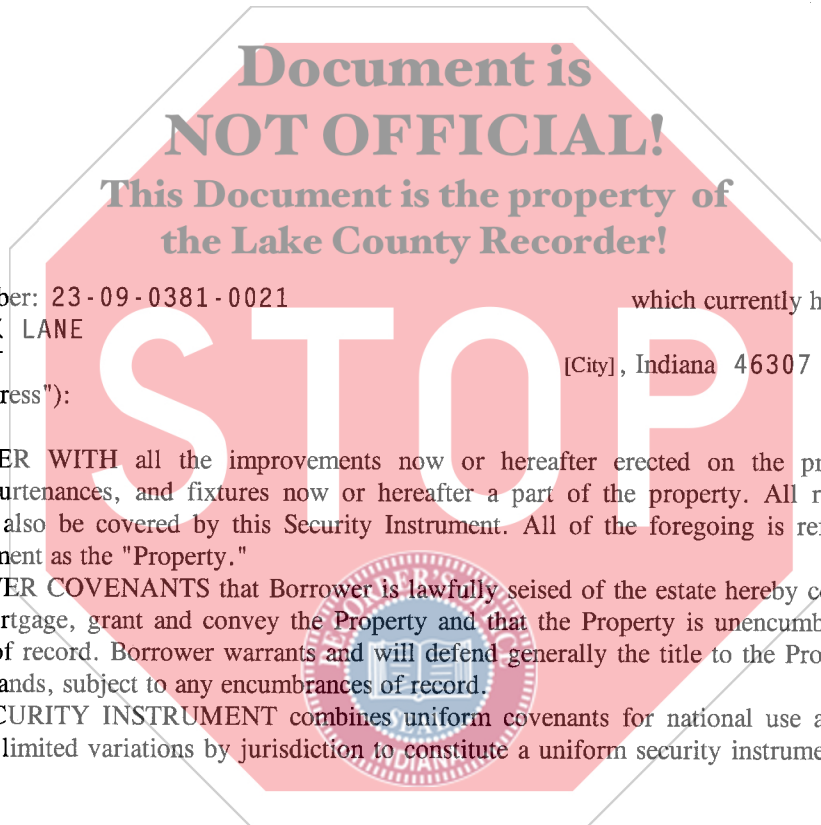 Document is
NOT OFFICIAL!
This Document is the property of
the Lake County Recorder!
ber: 23-09-0381-0021 which currently h
LANE
[City], Indiana 46307
ress"):
STOP
ER WITH all the improvements now or hereafter erected on the pr
urtenances, and fixtures now or hereafter a part of the property. All r
also be covered by this Security Instrument. All of the foregoing is re
nent as the "Property."
ER COVENANTS that Borrower is lawfully seised of the estate hereby c
rtgage, grant and convey the Property and that the Property is unencumb
of record. Borrower warrants and will defend generally the title to the Pro
ands, subject to any encumbrances of record.
CURITY INSTRUMENT combines uniform covenants for national use a
limited variations by jurisdiction to constitute a uniform security instrume
RECORDER'S OFFICE
SEAL
INDIANA